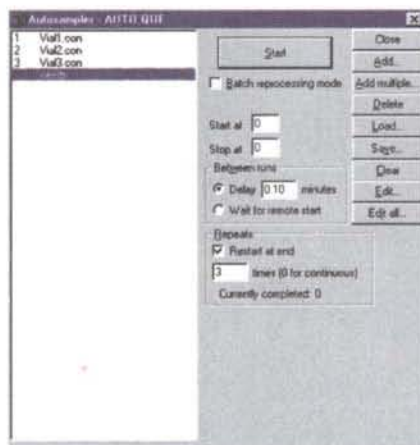 Autosampler - AUTO.QUE
1 Vial1.con
2 Vial2.con
3 Vial3.con
Start
Batch reprocessing mode
Start at 0
Stop at 0
Between runs
Delay 0.10 minutes
Wait for remote start
Repeats
Restart at end
3 times (0 for continuous)
Currently completed: 0
Close
Add...
Add multiple...
Delete
Load...
Save...
Clear
Edit...
Edit all...